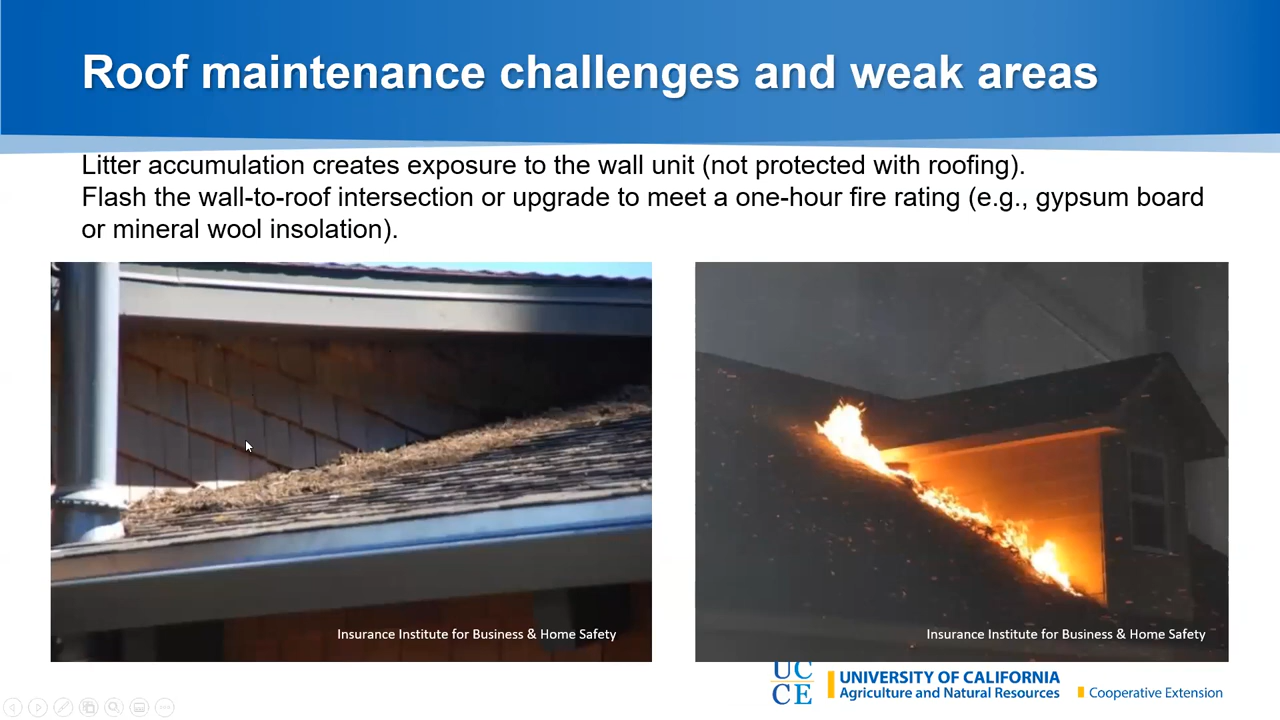 Roof maintenance challenges and weak areas
Litter accumulation creates exposure to the wall unit (not protected with roofing).
Flash the wall-to-roof intersection or upgrade to meet a one-hour fire rating (e.g., gypsum board
or mineral wool insolation).
Insurance Institute for Business & Home Safety
Insurance Institute for Business & Home Safety
UC
CE
UNIVERSITY OF CALIFORNIA
Agriculture and Natural Resources
Cooperative Extension